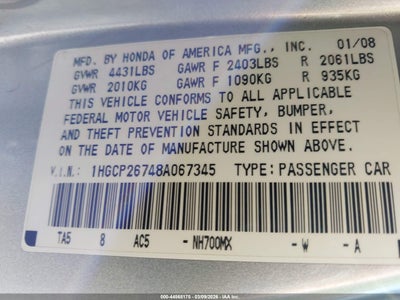 MFD. BY HONDA OF AMERICA MFG., INC. 01/08
GVWR 4431LBS GAWR F 2403LBS R 2061LBS
GVWR 2010KG GAWR F 1090KG R 935KG
THIS VEHICLE CONFORMS TO ALL APPLICABLE
FEDERAL MOTOR VEHICLE SAFETY, BUMPER,
AND THEFT PREVENTION STANDARDS IN EFFECT
ON THE DATE OF MANUFACTURE SHOWN ABOVE.
V.I.N.: 1HGCP26748A067345 TYPE: PASSENGER CAR
TA5 8 AC5 -NH700MX -W -A
000-44568175 - 03/09/2026 - IAA Inc.